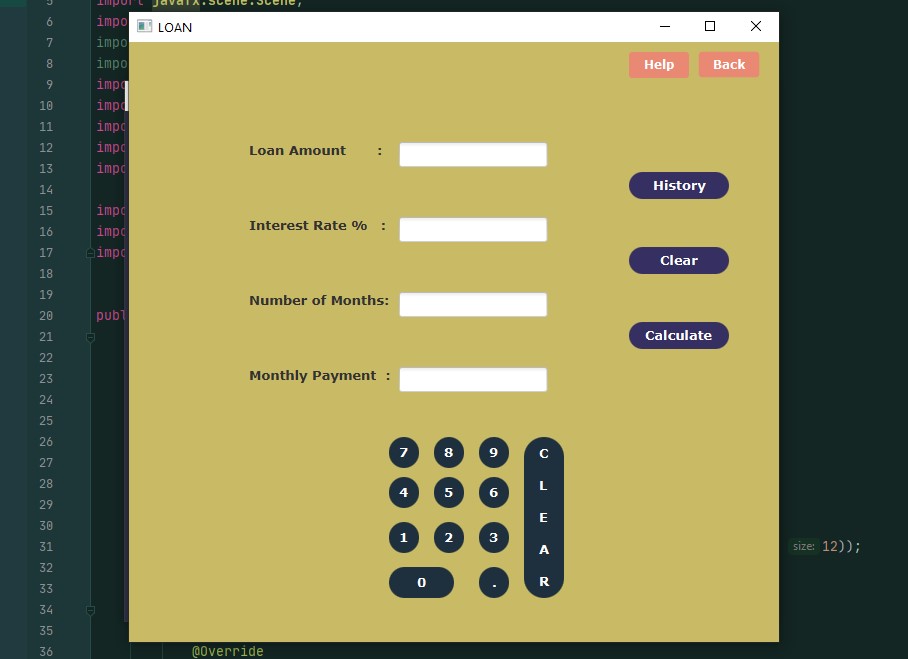 5 import javafx.scene.Scene;
LOAN
6 impo
7 impo
Help Back
8 impo
9 impo
10 impo
11 impo
12 impo
Loan Amount :
13 impo
History
14
15 impo
16 impo
Interest Rate % :
17 impo
Clear
18
19
Number of Months:
20 publ
21
Calculate
22
23
Monthly Payment :
24
25
26
7 8 9 CLEAR
27
28
4 5 6
29
30
1 2 3
31 size: 12));
32
0 .
33
34
35
36 @Override